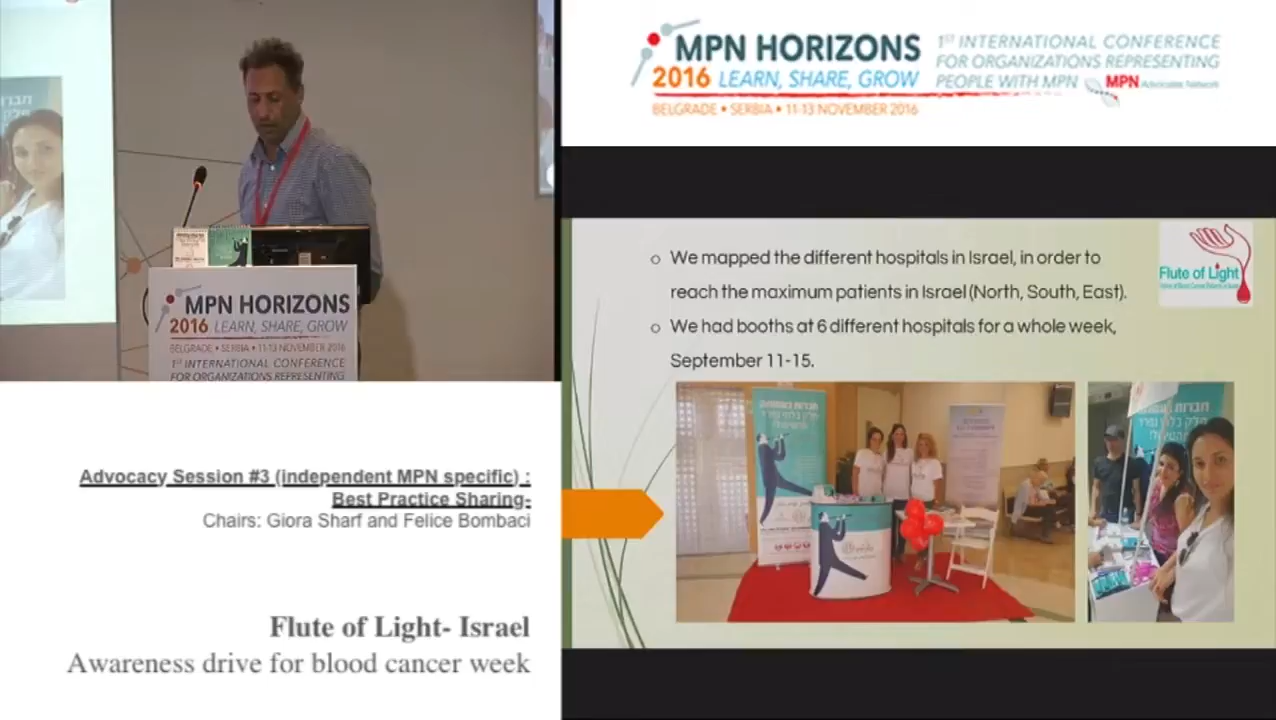 MPN HORIZONS
2016 LEARN, SHARE, GROW
1ST INTERNATIONAL CONFERENCE
FOR ORGANIZATIONS REPRESENTING
PEOPLE WITH MPN
MPN Advocates Network
BELGRADE • SERBIA • 11-13 NOVEMBER 2016
MPN HORIZONS
2016 LEARN, SHARE, GROW
BELGRADE • SERBIA • 11-13 NOVEMBER 2016
1ST INTERNATIONAL CONFERENCE
FOR ORGANIZATIONS REPRESENTING
Advocacy Session #3 (independent MPN specific) :
Best Practice Sharing-
Chairs: Giora Sharf and Felice Bombaci
Flute of Light- Israel
Awareness drive for blood cancer week
o We mapped the different hospitals in Israel, in order to
reach the maximum patients in Israel (North, South, East).
o We had booths at 6 different hospitals for a whole week,
September 11-15.
Flute of Light